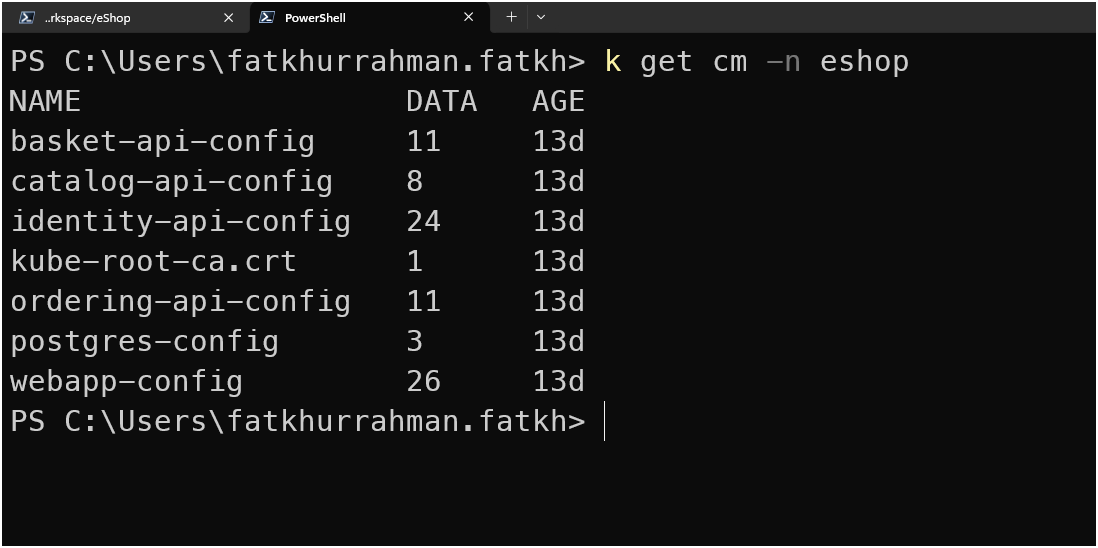 ..rkspace/eShop PowerShell
PS C:\Users\fatkhurrahman.fatkh> k get cm -n eshop
NAME DATA AGE
basket-api-config 11 13d
catalog-api-config 8 13d
identity-api-config 24 13d
kube-root-ca.crt 1 13d
ordering-api-config 11 13d
postgres-config 3 13d
webapp-config 26 13d
PS C:\Users\fatkhurrahman.fatkh>